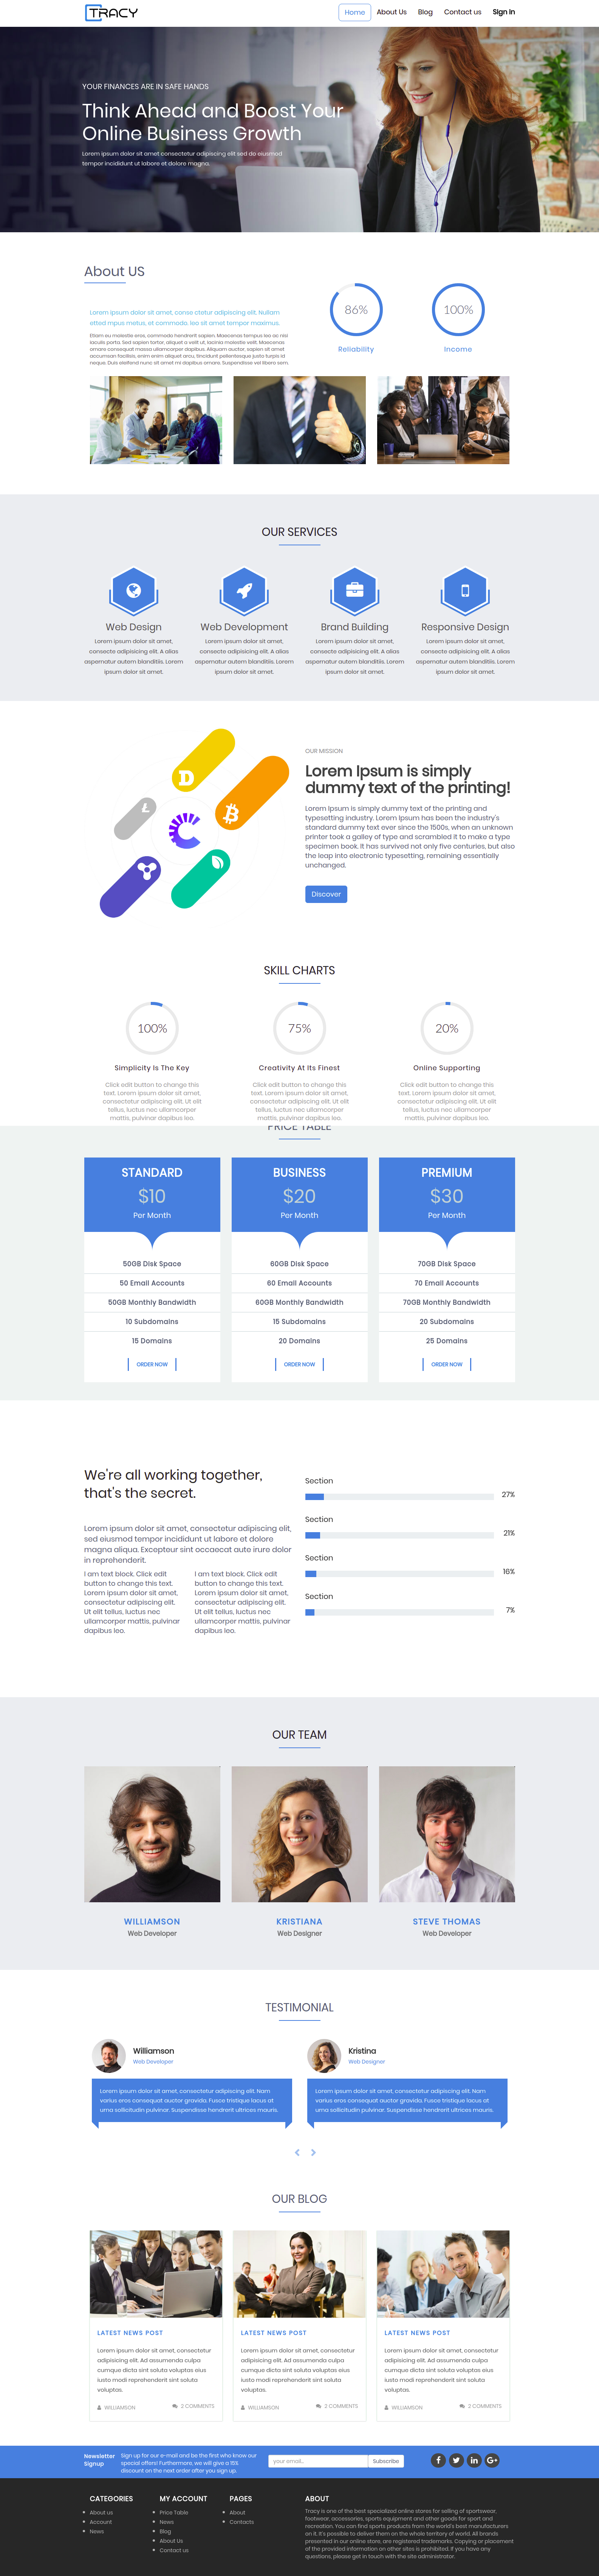 TRACY
Home
About Us
Blog
Contact us
Sign In
YOUR FINANCES ARE IN SAFE HANDS
Think Ahead and Boost Your
Online Business Growth
Lorem ipsum dolor sit amet consectetur adipiscing elit sed do eiusmod
tempor incididunt ut labore et dolore magna.
About US
Lorem ipsum dolor sit amet, conse ctetur adipiscing elit. Nullam
etted mpus metus, et commodo. leo sit amet tempor maximus.
86%
Reliability
100%
Income
OUR SERVICES
Web Design
Lorem ipsum dolor sit amet,
consecte adipisicing elit. A alias
aspernatur autem blanditiis. Lorem
ipsum dolor sit amet.
Web Development
Lorem ipsum dolor sit amet,
consecte adipisicing elit. A alias
aspernatur autem blanditiis. Lorem
ipsum dolor sit amet.
Brand Building
Lorem ipsum dolor sit amet,
consecte adipisicing elit. A alias
aspernatur autem blanditiis. Lorem
ipsum dolor sit amet.
Responsive Design
Lorem ipsum dolor sit amet,
consecte adipisicing elit. A alias
aspernatur autem blanditiis. Lorem
ipsum dolor sit amet.
OUR MISSION
Lorem Ipsum is simply
dummy text of the printing!
Lorem Ipsum is simply dummy text of the printing and
typesetting industry. Lorem Ipsum has been the industry's
standard dummy text ever since the 1500s, when an unknown
printer took a galley of type and scrambled it to make a type
specimen book. It has survived not only five centuries, but also
the leap into electronic typesetting, remaining essentially
unchanged.
Discover
SKILL CHARTS
100%
Simplicity Is The Key
Click edit button to change this
text. Lorem ipsum dolor sit amet,
consectetur adipiscing elit. Ut elit
tellus, luctus nec ullamcorper
mattis, pulvinar dapibus leo.
75%
Creativity At Its Finest
Click edit button to change this
text. Lorem ipsum dolor sit amet,
consectetur adipiscing elit. Ut elit
tellus, luctus nec ullamcorper
mattis, pulvinar dapibus leo.
20%
Online Supporting
Click edit button to change this
text. Lorem ipsum dolor sit amet,
consectetur adipiscing elit. Ut elit
tellus, luctus nec ullamcorper
mattis, pulvinar dapibus leo.
PRICE TABLE
STANDARD
$10
Per Month
50GB Disk Space
50 Email Accounts
50GB Monthly Bandwidth
10 Subdomains
15 Domains
ORDER NOW
BUSINESS
$20
Per Month
60GB Disk Space
60 Email Accounts
60GB Monthly Bandwidth
15 Subdomains
20 Domains
ORDER NOW
PREMIUM
$30
Per Month
70GB Disk Space
70 Email Accounts
70GB Monthly Bandwidth
20 Subdomains
25 Domains
ORDER NOW
We're all working together,
that's the secret.
Lorem ipsum dolor sit amet, consectetur adipiscing elit,
sed eiusmod tempor incididunt ut labore et dolore
magna aliqua. Excepteur sint occaecat aute irure dolor
in reprehenderit.
I am text block. Click edit
button to change this text.
Lorem ipsum dolor sit amet,
consectetur adipiscing elit.
Ut elit tellus, luctus nec
ullamcorper mattis, pulvinar
dapibus leo.
I am text block. Click edit
button to change this text.
Lorem ipsum dolor sit amet,
consectetur adipiscing elit.
Ut elit tellus, luctus nec
ullamcorper mattis, pulvinar
dapibus leo.
Section
27%
Section
21%
Section
16%
Section
7%
OUR TEAM
WILLIAMSON
Web Developer
KRISTIANA
Web Designer
STEVE THOMAS
Web Developer
TESTIMONIAL
Williamson
Web Developer
Lorem ipsum dolor sit amet, consectetur adipiscing elit. Nam
varius eros consequat auctor gravida. Fusce tristique lacus at
urna sollicitudin pulvinar. Suspendisse hendrerit ultrices mauris.
Kristina
Web Designer
Lorem ipsum dolor sit amet, consectetur adipiscing elit. Nam
varius eros consequat auctor gravida. Fusce tristique lacus at
urna sollicitudin pulvinar. Suspendisse hendrerit ultrices mauris.
OUR BLOG
LATEST NEWS POST
Lorem ipsum dolor sit amet, consectetur
adipisicing elit. Ad assumenda culpa
cumque dicta sint soluta voluptas eius
iusto modi reprehenderit sint soluta
voluptas.
WILLIAMSON
2 COMMENTS
LATEST NEWS POST
Lorem ipsum dolor sit amet, consectetur
adipisicing elit. Ad assumenda culpa
cumque dicta sint soluta voluptas eius
iusto modi reprehenderit sint soluta
voluptas.
WILLIAMSON
2 COMMENTS
LATEST NEWS POST
Lorem ipsum dolor sit amet, consectetur
adipisicing elit. Ad assumenda culpa
cumque dicta sint soluta voluptas eius
iusto modi reprehenderit sint soluta
voluptas.
WILLIAMSON
2 COMMENTS
Newsletter
Signup
Sign up for our e-mail and be the first who know our
special offers! Furthermore, we will give a 15%
discount on the next order after you sign up.
your email...
Subscribe
CATEGORIES
About us
Account
News
MY ACCOUNT
Price Table
News
Blog
About Us
Contact us
PAGES
About
Contacts
ABOUT
Tracy is one of the best specialized online stores for selling of sportswear,
footwear, accessories, sports equipment and other goods for sport and
recreation. You can find sports products from the world's best manufacturers
on it. It's possible to deliver them on the whole territory of world. All brands
presented in our online store, are registered trademarks. Copying or placement
of the provided information on other sites is prohibited. If you have any
questions, please get in touch with the site administrator.